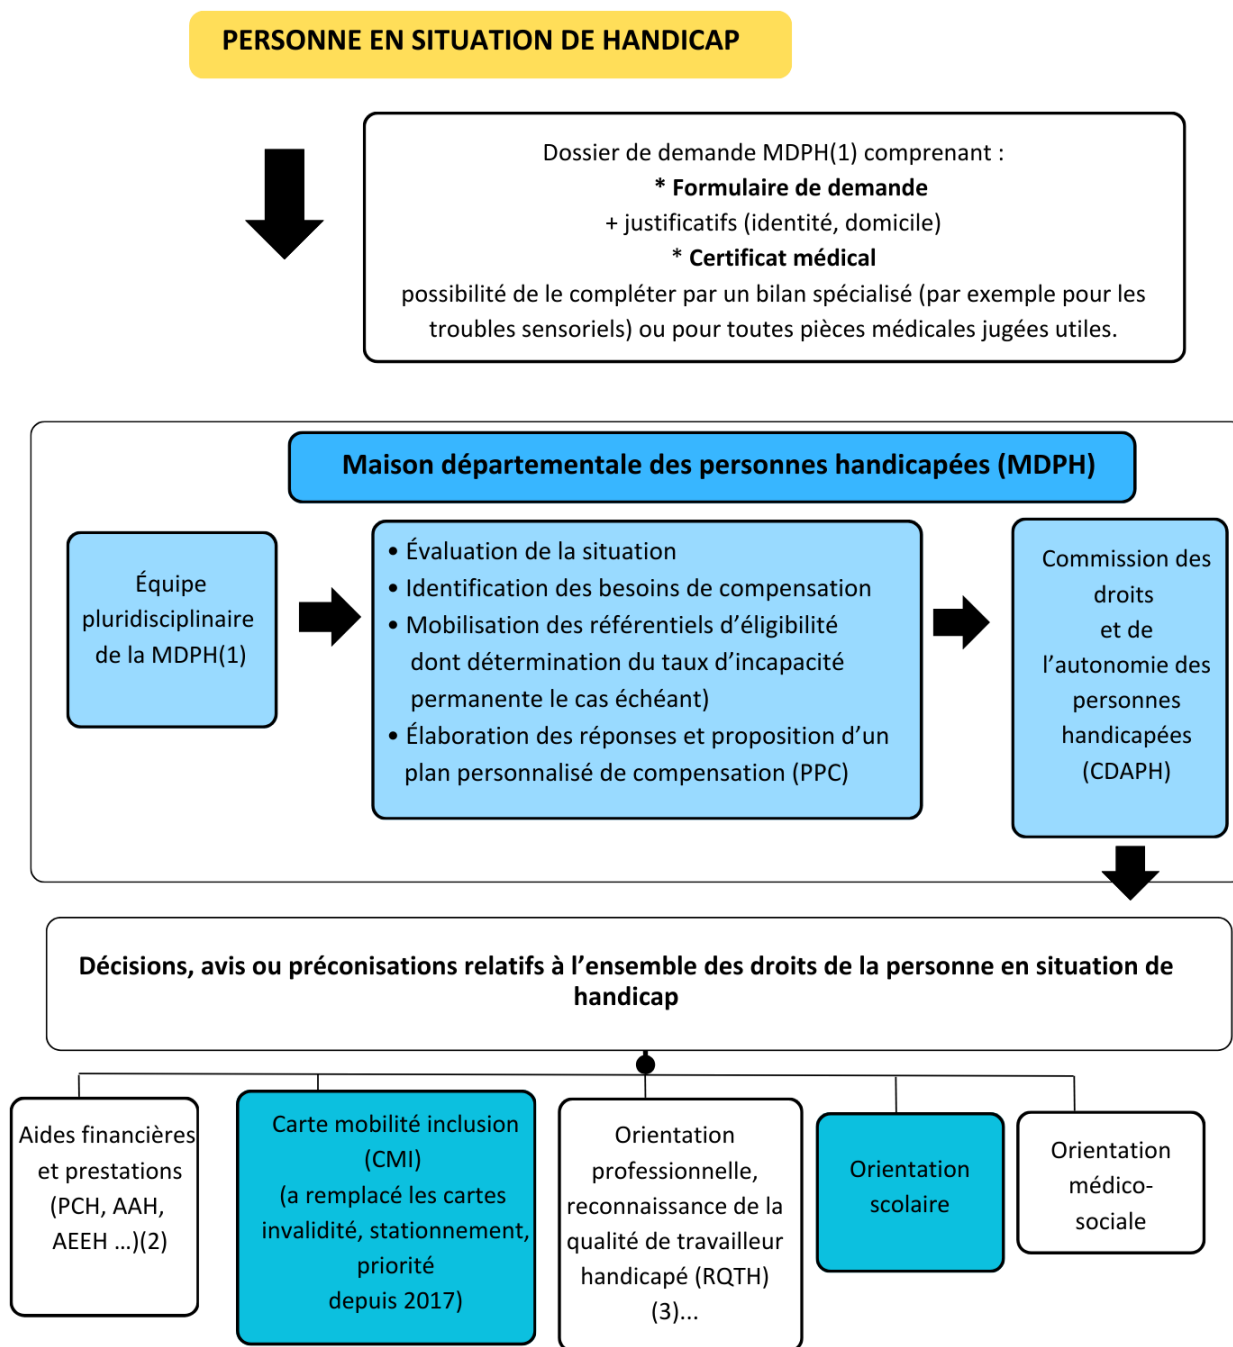 PERSONNE EN SITUATION DE HANDICAP
Dossier de demande MDPH(1) comprenant :
* Formulaire de demande
+ justificatifs (identité, domicile)
* Certificat médical
possibilité de le compléter par un bilan spécialisé (par exemple pour les
troubles sensoriels) ou pour toutes pièces médicales jugées utiles.
Maison départementale des personnes handicapées (MDPH)
Équipe
pluridisciplinaire
de la MDPH(1)
• Évaluation de la situation
• Identification des besoins de compensation
• Mobilisation des référentiels d’éligibilité
dont détermination du taux d’incapacité
permanente le cas échéant)
• Élaboration des réponses et proposition d’un
plan personnalisé de compensation (PPC)
Commission des
droits
et de
l’autonomie des
personnes
handicapées
(CDAPH)
Décisions, avis ou préconisations relatifs à l’ensemble des droits de la personne en situation de
handicap
Aides financières
et prestations
(PCH, AAH,
AEEH ...)(2)
Carte mobilité inclusion
(CMI)
(a remplacé les cartes
invalidité, stationnement,
priorité
depuis 2017)
Orientation
professionnelle,
reconnaissance de la
qualité de travailleur
handicapé (RQTH)
(3)...
Orientation
scolaire
Orientation
médico-
sociale